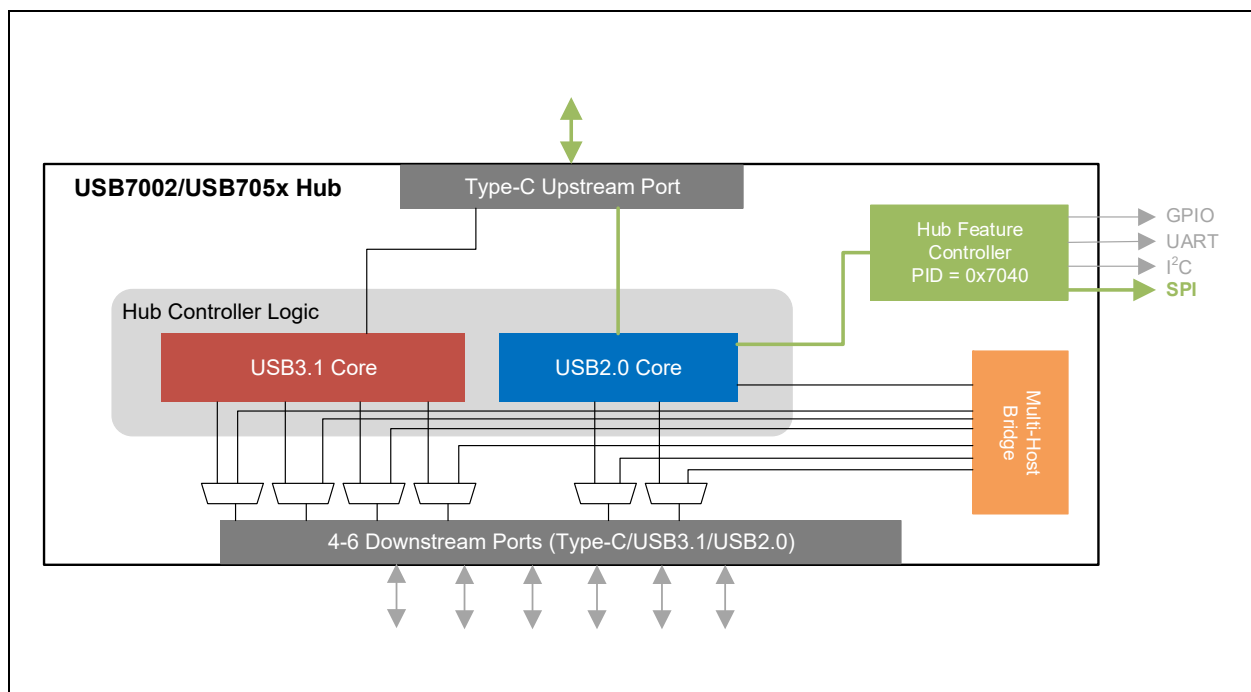 Type-C Upstream Port
USB7002/USB705x Hub
Hub Feature
Controller
PID = 0x7040
GPIO
UART
I²C
SPI
Hub Controller Logic
USB3.1 Core
USB2.0 Core
Multi-Host
Bridge
4-6 Downstream Ports (Type-C/USB3.1/USB2.0)